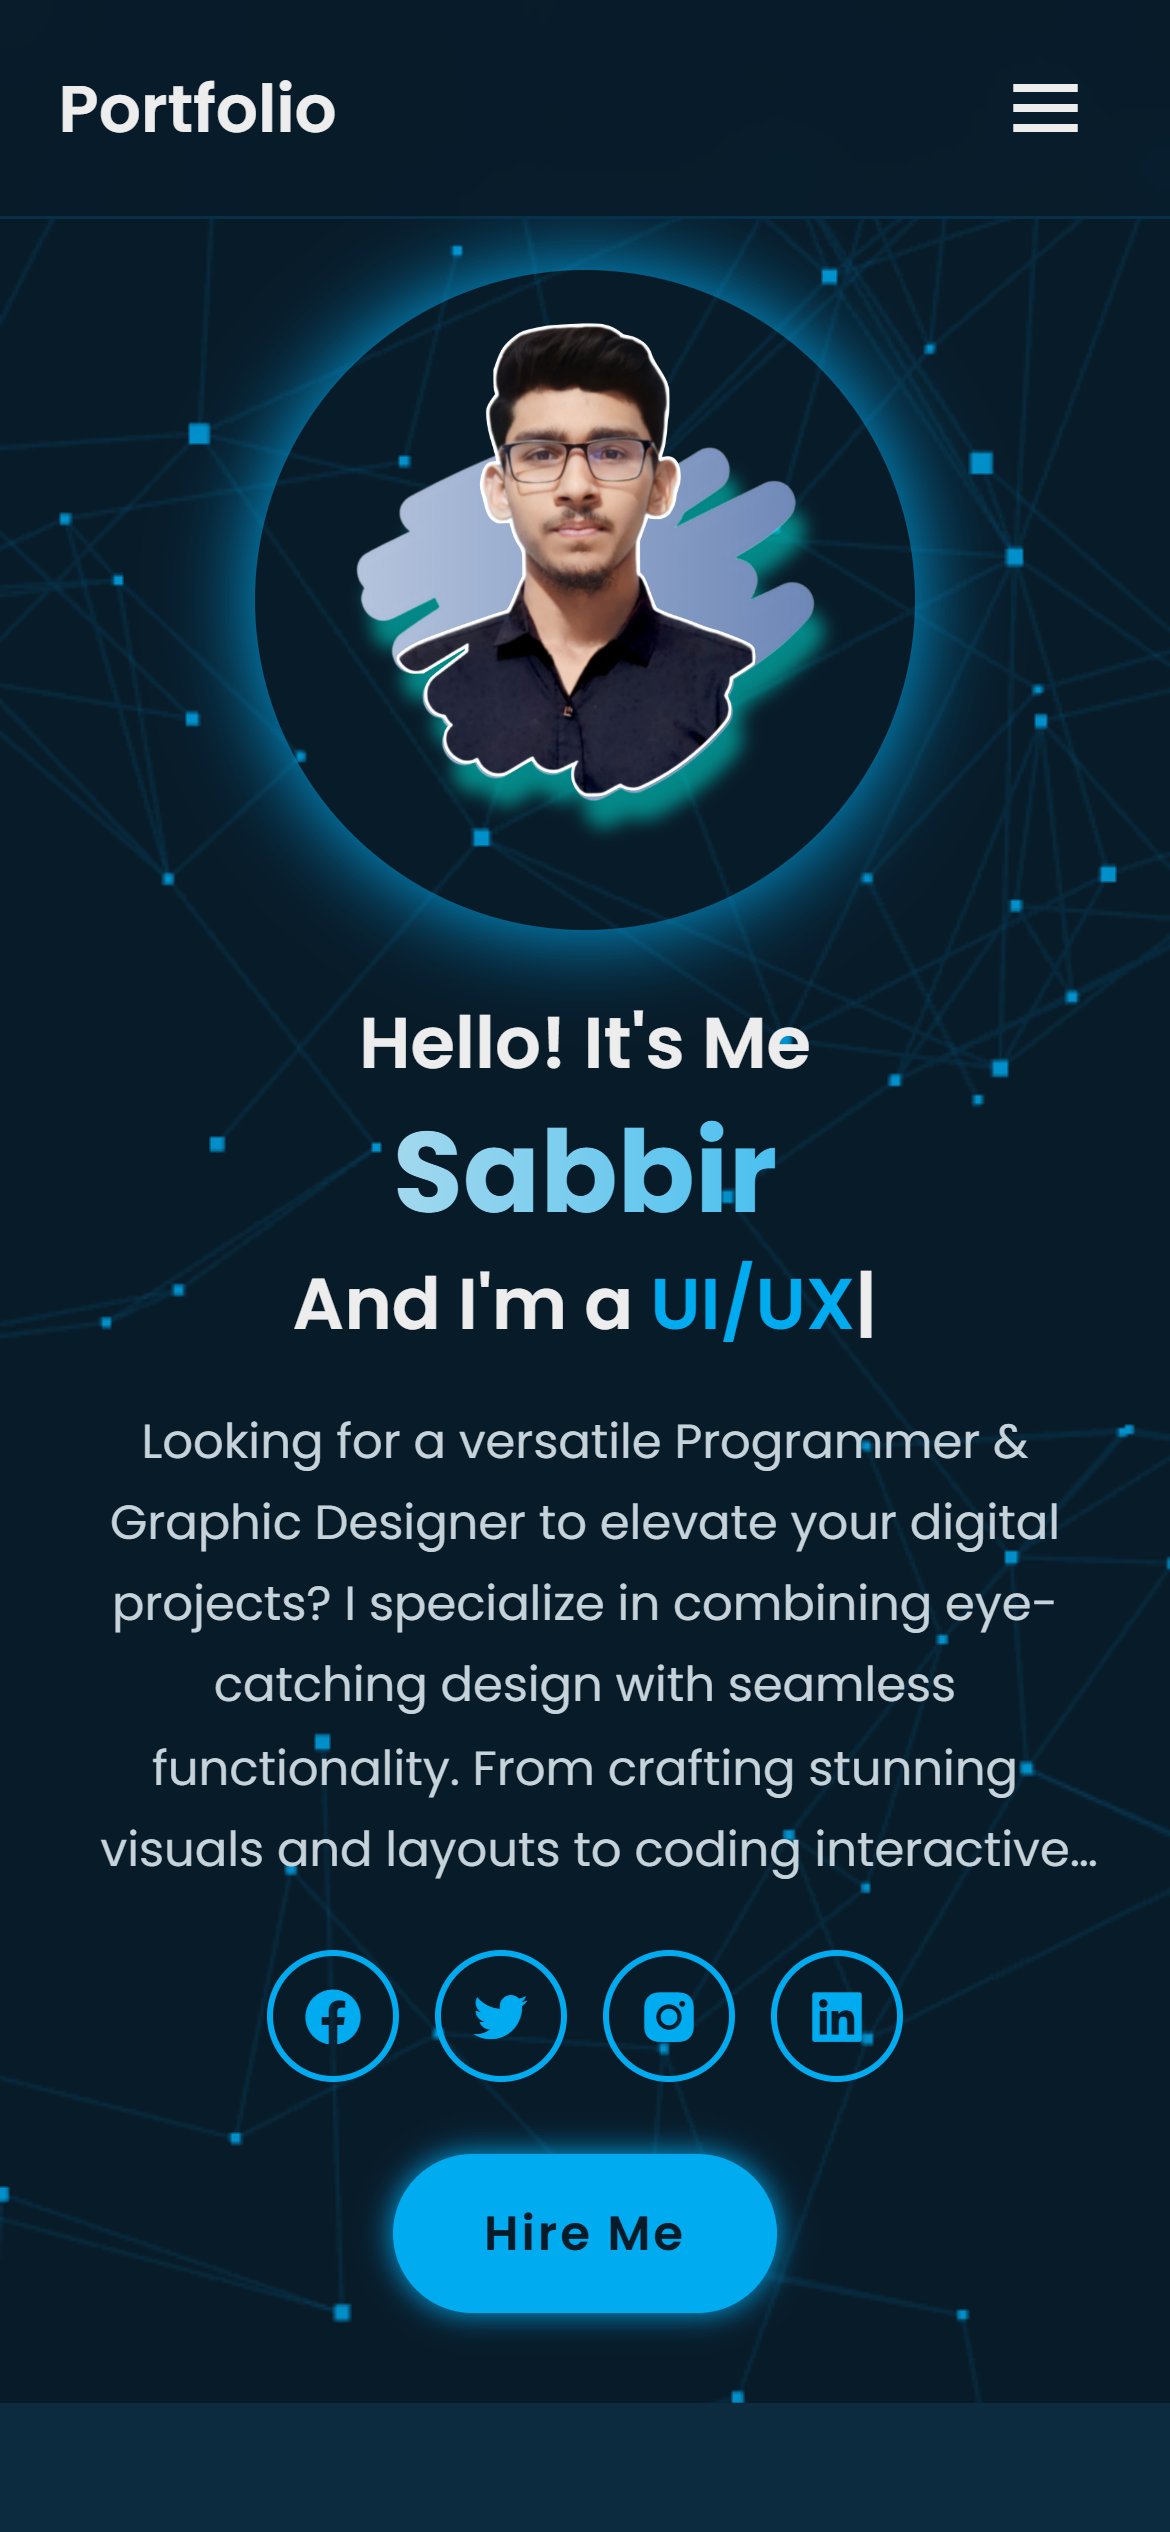 Portfolio
Hello! It's Me
Sabbir
And I'm a UI/UX|
Looking for a versatile Programmer &
Graphic Designer to elevate your digital
projects? I specialize in combining eye-
catching design with seamless
functionality. From crafting stunning
visuals and layouts to coding interactive...
Hire Me